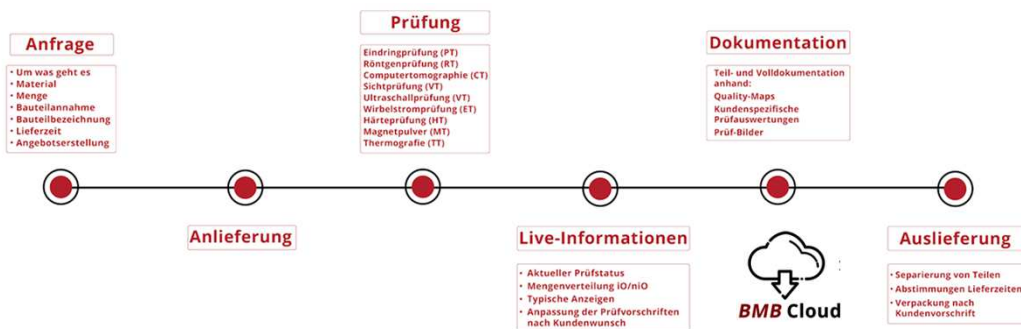 Anfrage
• Um was geht es
• Material
• Menge
• Bauteilannahme
• Bauteilbezeichnung
• Lieferzeit
• Angebotserstellung
Anlieferung
Prüfung
Eindringprüfung (PT)
Röntgenprüfung (RT)
Computertomographie (CT)
Sichtprüfung (VT)
Ultraschallprüfung (VT)
Wirbelstromprüfung (ET)
Härteprüfung (HT)
Magnetpulver (MT)
Thermografie (TT)
Live-Informationen
• Aktueller Prüfstatus
• Mengenverteilung iO/niO
• Typische Anzeigen
• Anpassung der Prüfvorschriften
nach Kundenwunsch
Dokumentation
Teil- und Volldokumentation
anhand:
Quality-Maps
Kundenspezifische
Prüfauswertungen
Prüf-Bilder
:
BMB Cloud
Auslieferung
• Separierung von Teilen
• Abstimmungen Lieferzeiten
• Verpackung nach
Kundenvorschrift